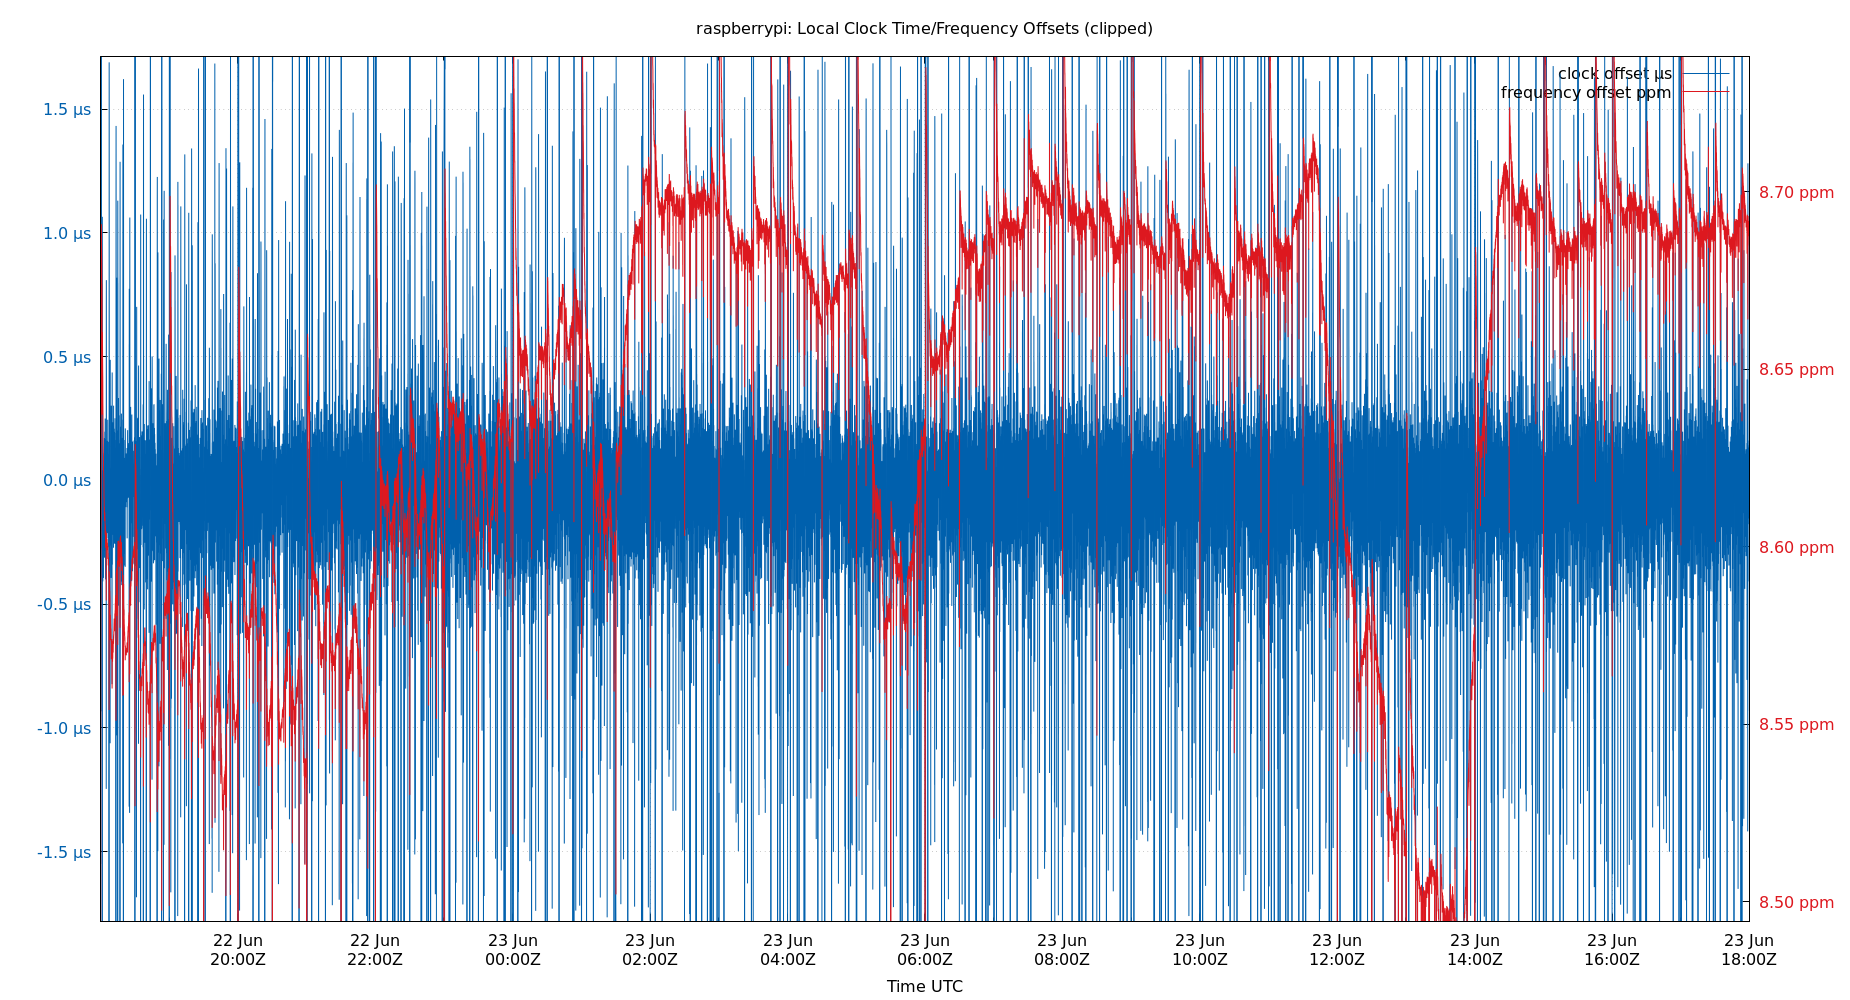 raspberrypi: Local Clock Time/Frequency Offsets (clipped)
clock offset µs
frequency offset ppm
1.5 µs
1.0 µs
0.5 µs
0.0 µs
-0.5 µs
-1.0 µs
-1.5 µs
8.70 ppm
8.65 ppm
8.60 ppm
8.55 ppm
8.50 ppm
22 Jun
20:00Z
22 Jun
22:00Z
23 Jun
00:00Z
23 Jun
02:00Z
23 Jun
04:00Z
23 Jun
06:00Z
23 Jun
08:00Z
23 Jun
10:00Z
23 Jun
12:00Z
23 Jun
14:00Z
23 Jun
16:00Z
23 Jun
18:00Z
Time UTC